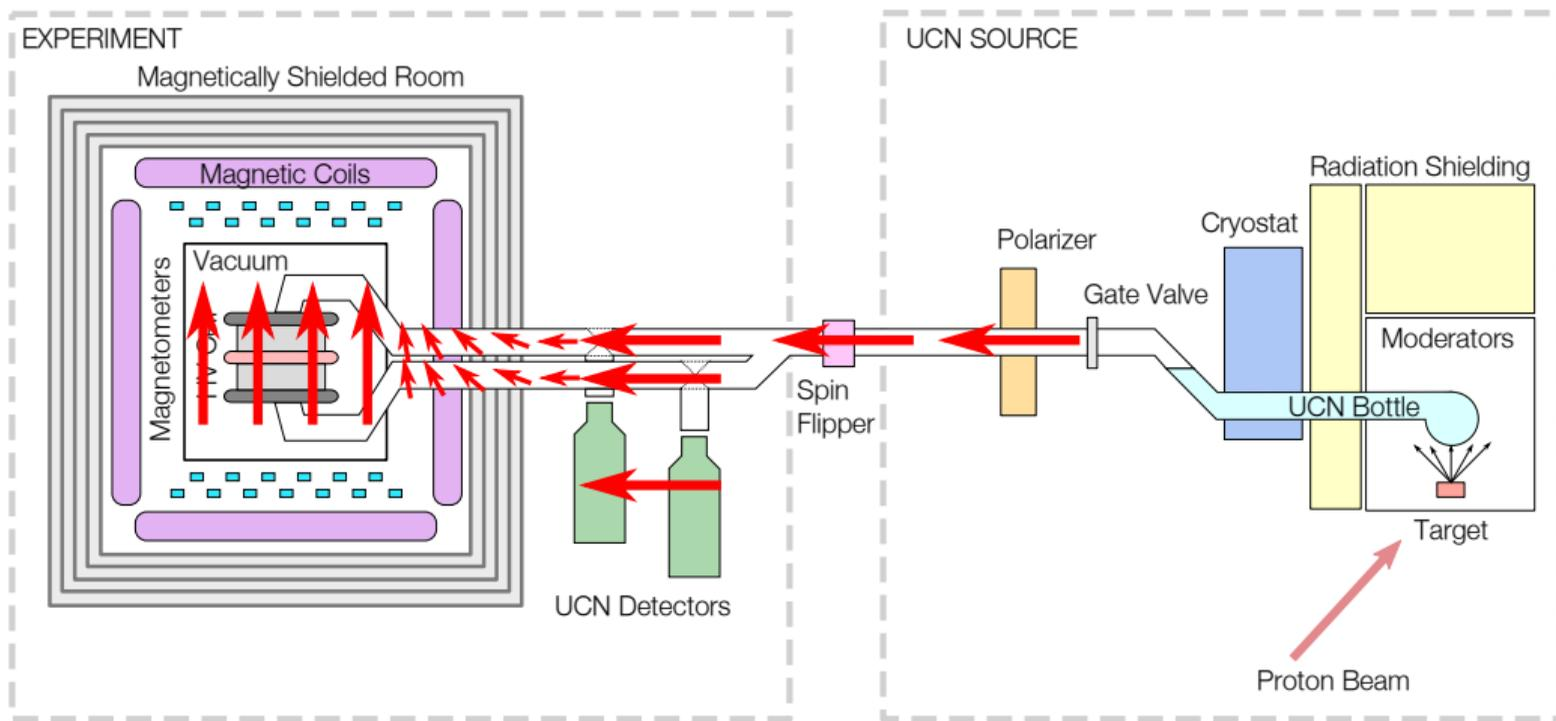 EXPERIMENT
Magnetically Shielded Room
Magnetic Coils
Magnetometers
Vacuum
UCN Detectors
Spin
Flipper
UCN SOURCE
Polarizer
Gate Valve
Cryostat
Radiation Shielding
Moderators
UCN Bottle
Target
Proton Beam